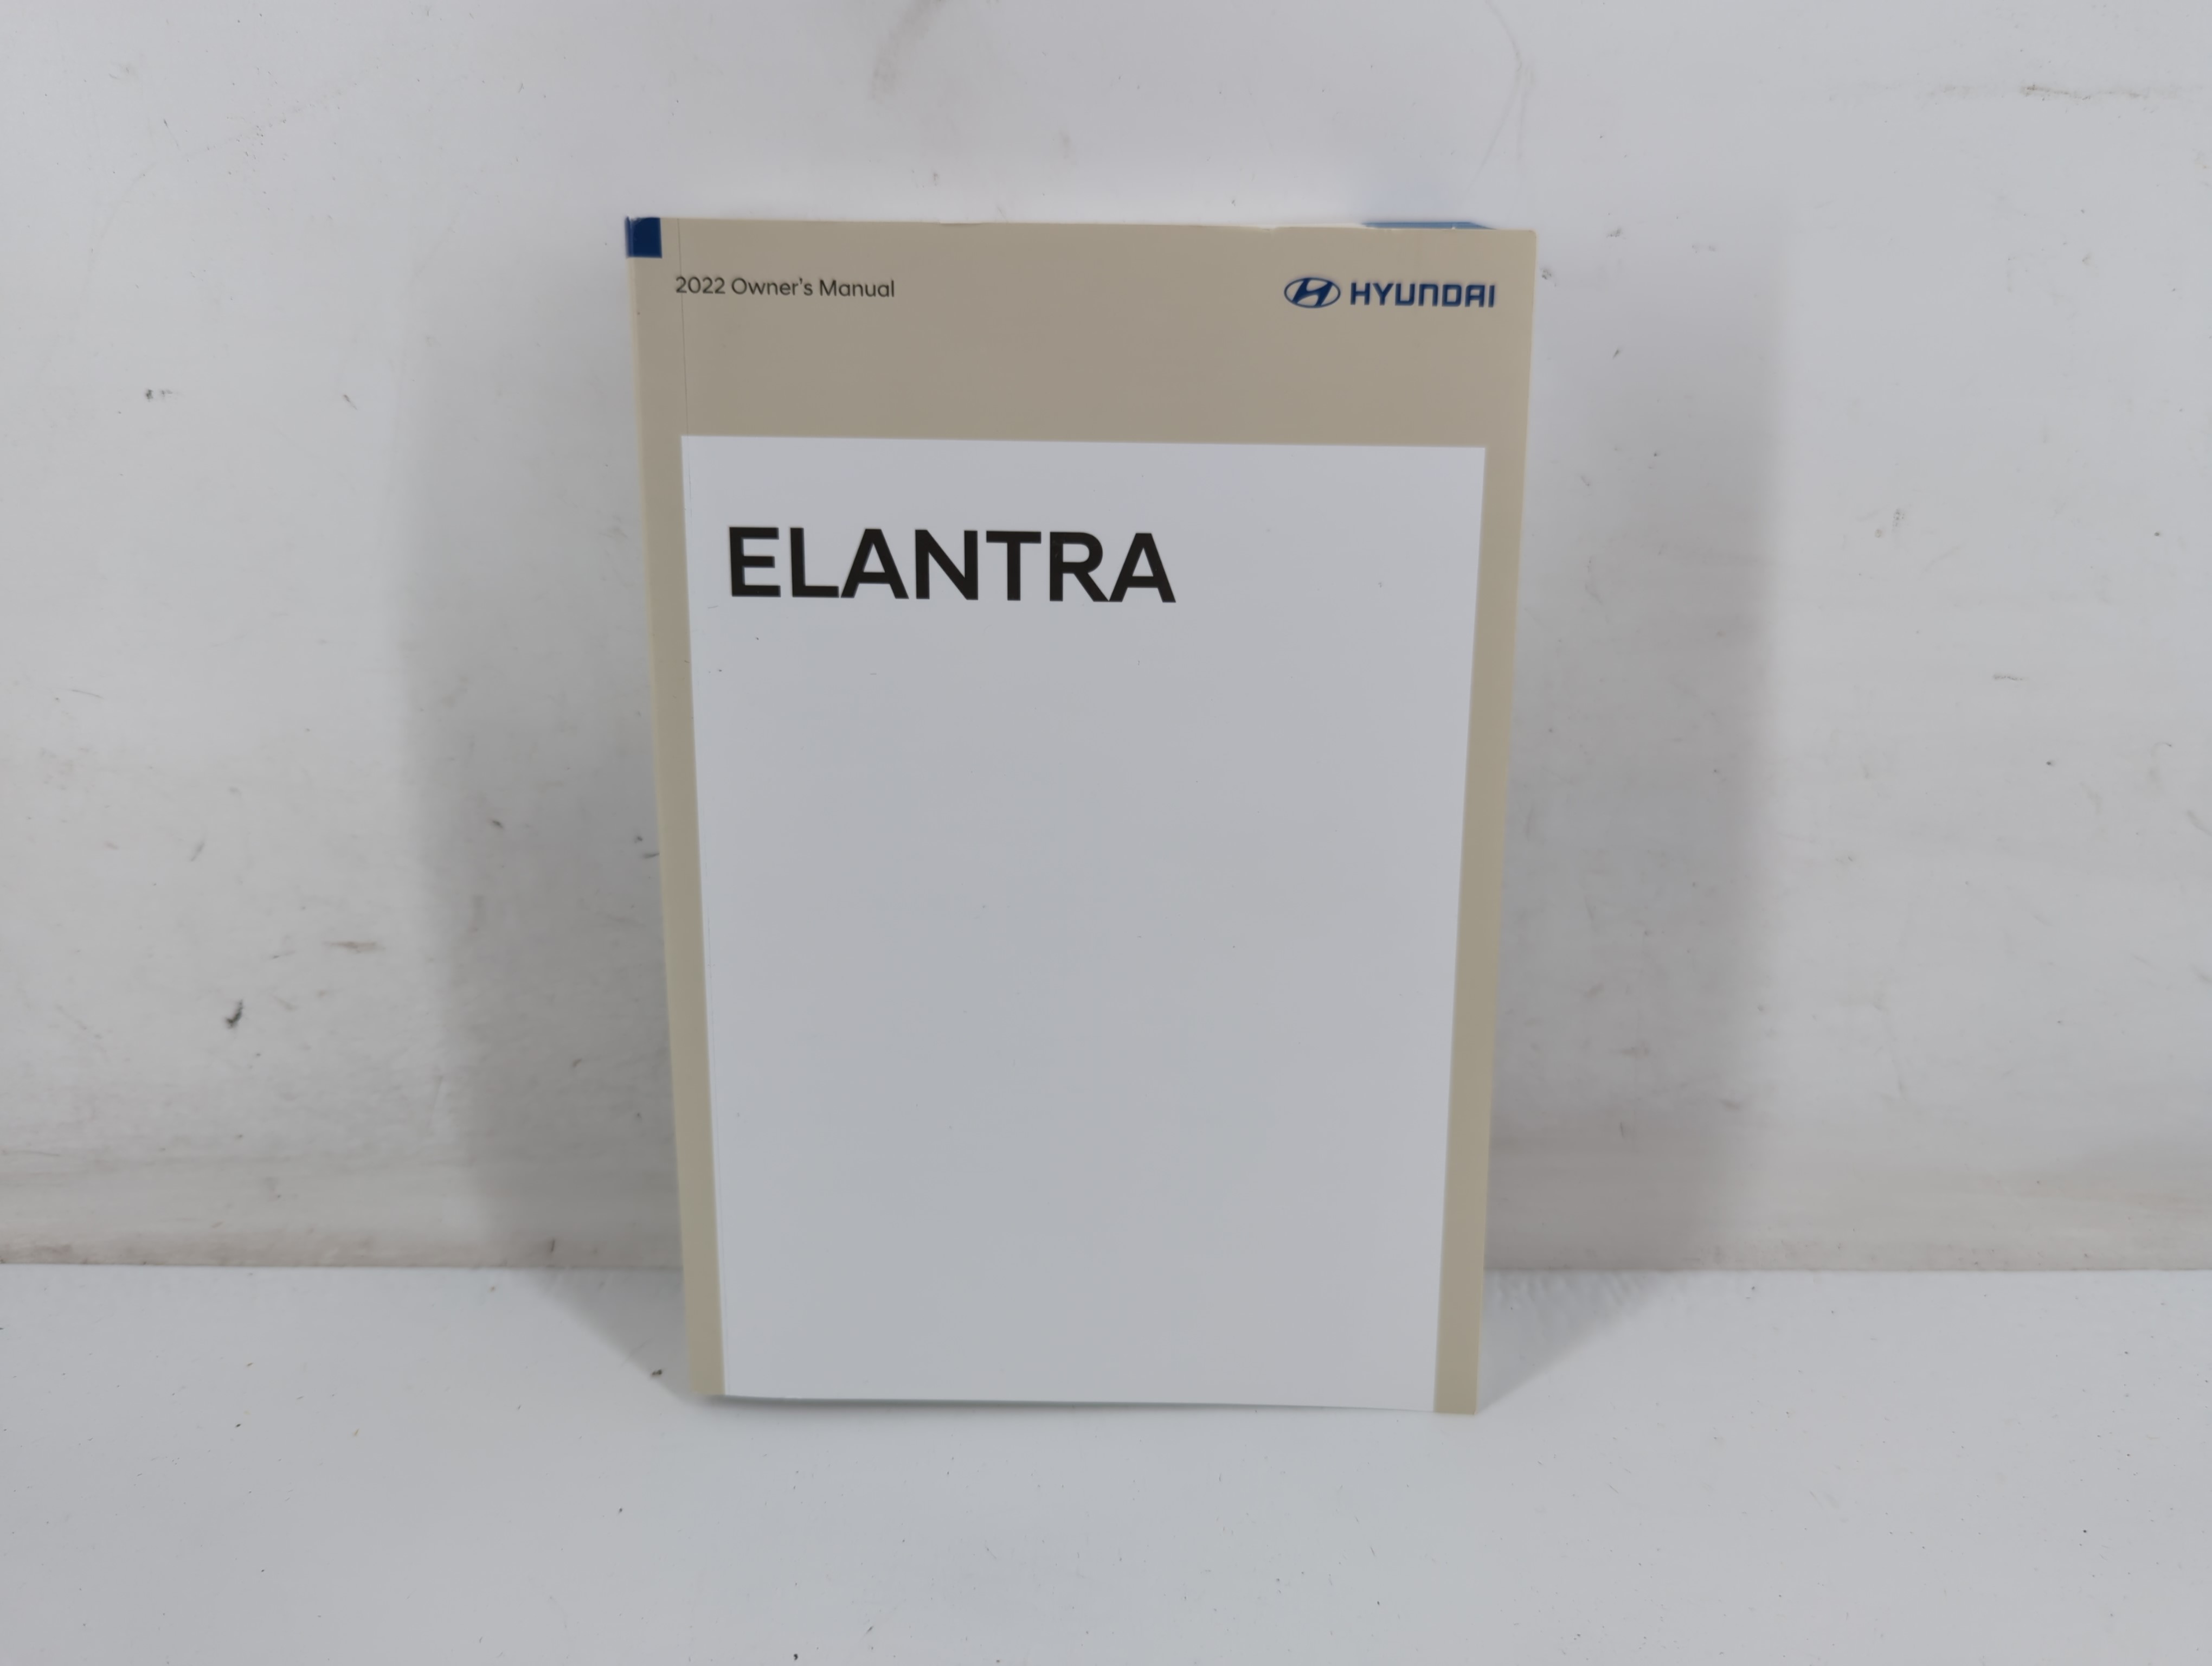 2022 Owner's Manual
HYUNDAI
ELANTRA